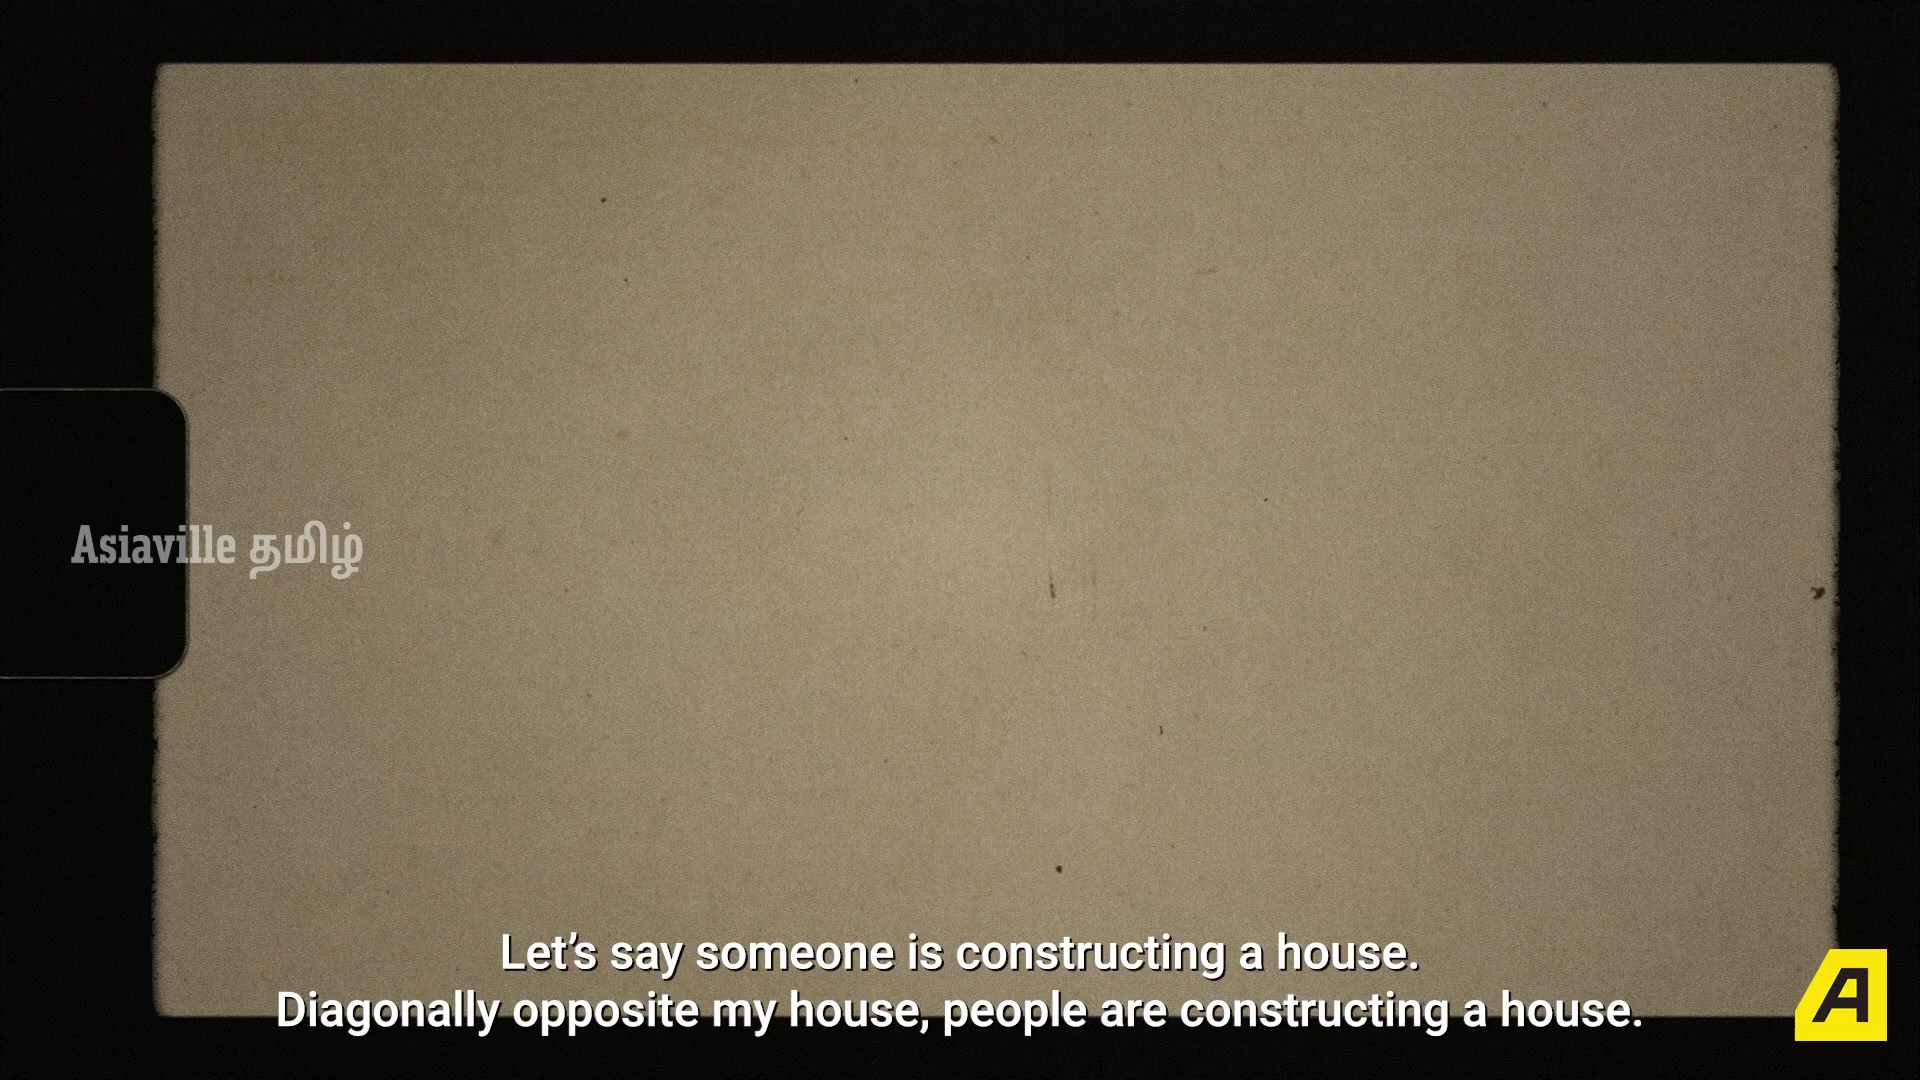 Asiaville தமிழ்
Let's say someone is constructing a house.
Diagonally opposite my house, people are constructing a house.
A